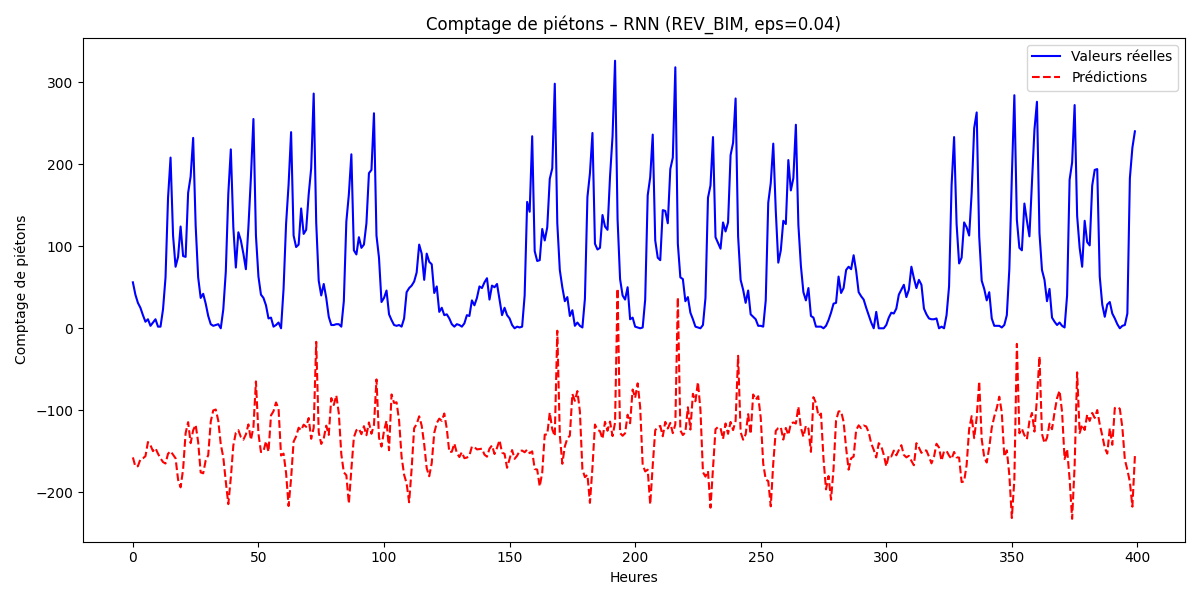 Comptage de piétons – RNN (REV_BIM, eps=0.04)
Valeurs réelles
Prédictions
Comptage de piétons
300
200
100
0
−100
−200
0 50 100 150 200 250 300 350 400
Heures